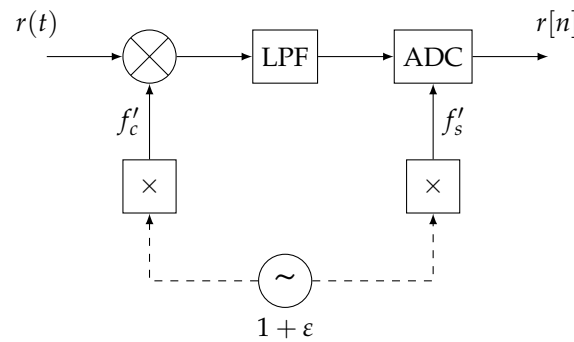 r(t) r[n]
LPF ADC
f′c f′s
× ×
~
1 + ε